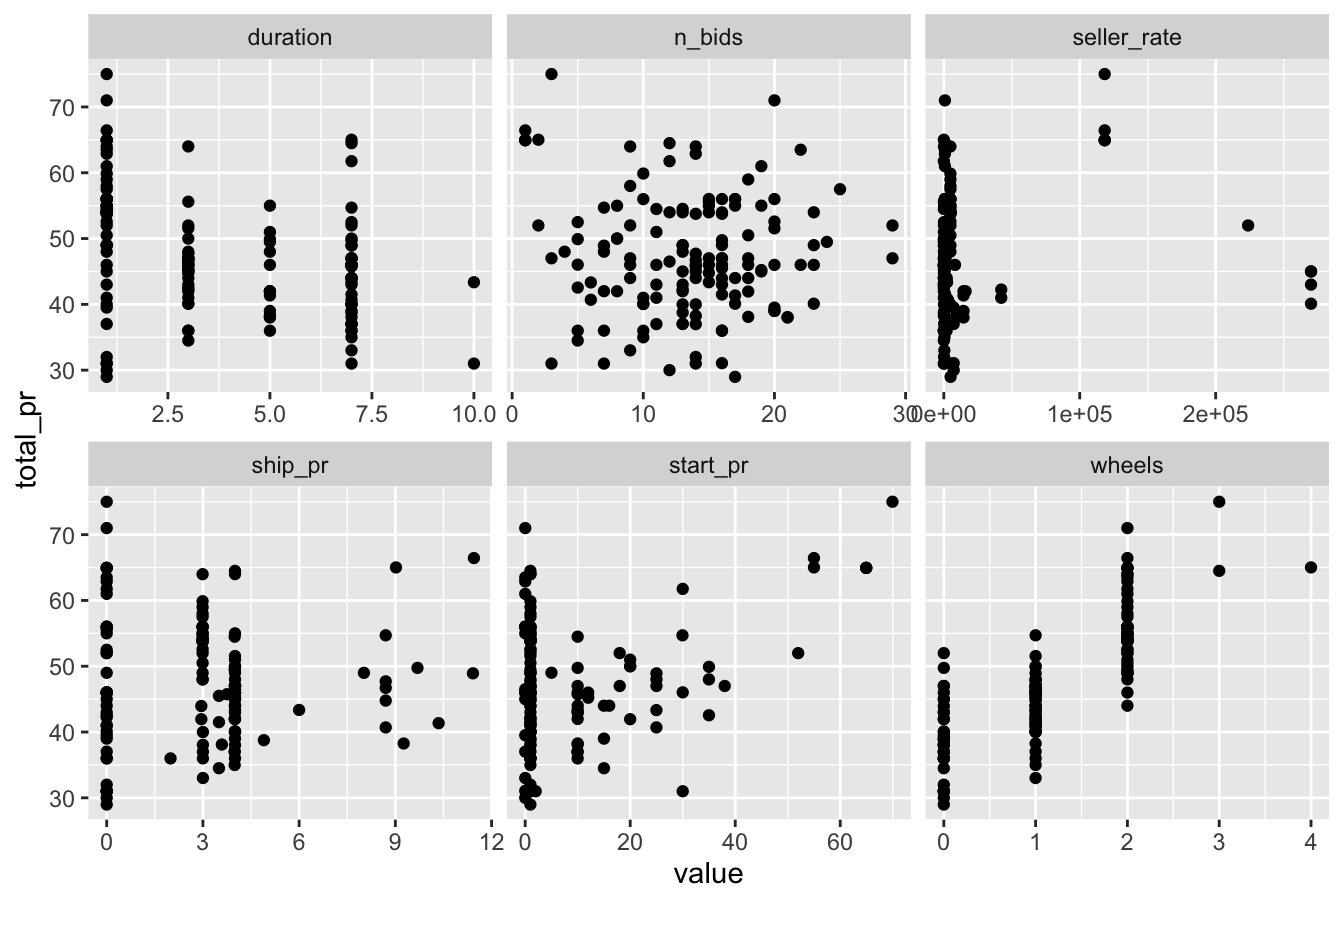 duration n_bids seller_rate
70
60
50
40
30
2.5 5.0 7.5 10.0 0 10 20 30 0e+00 1e+05 2e+05
total_pr
ship_pr start_pr wheels
70
60
50
40
30
0 3 6 9 12 0 20 40 60 0 1 2 3 4
value